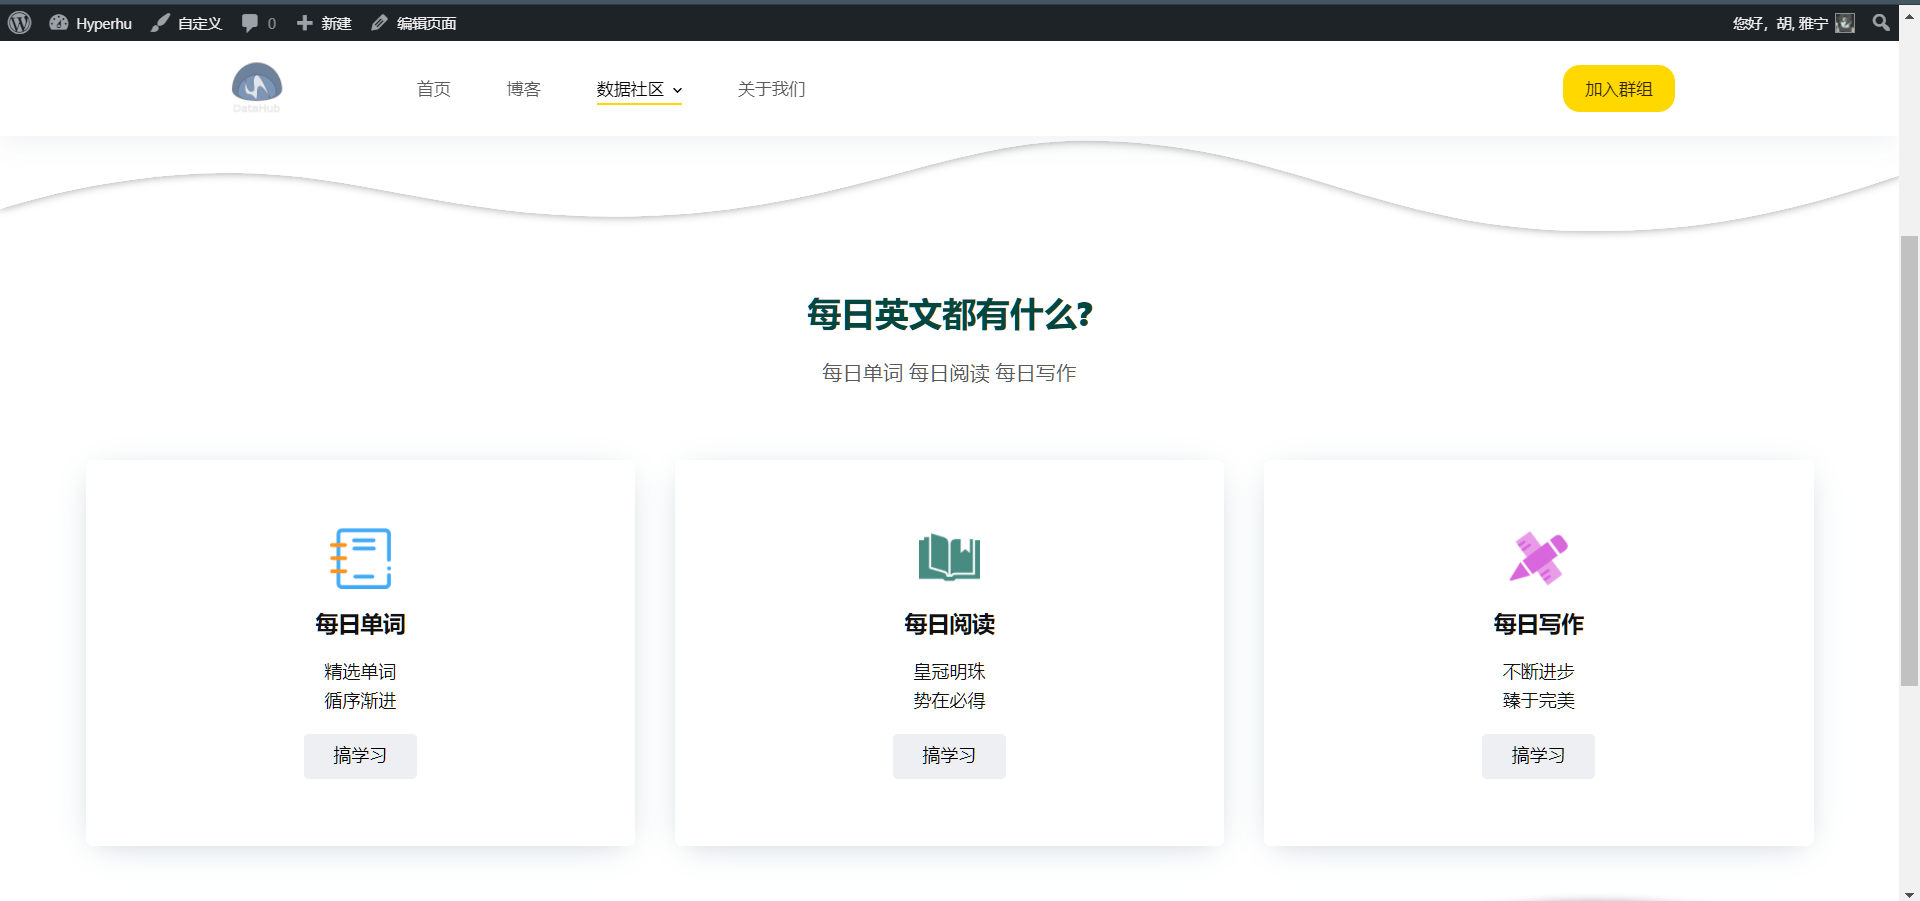 Hyperhu 自定义 0 新建 编辑页面 您好，胡, 雅宁
DataHub
首页 博客 数据社区 关于我们 加入群组
每日英文都有什么?
每日单词 每日阅读 每日写作
每日单词
精选单词
循序渐进
搞学习
每日阅读
皇冠明珠
势在必得
搞学习
每日写作
不断进步
臻于完美
搞学习